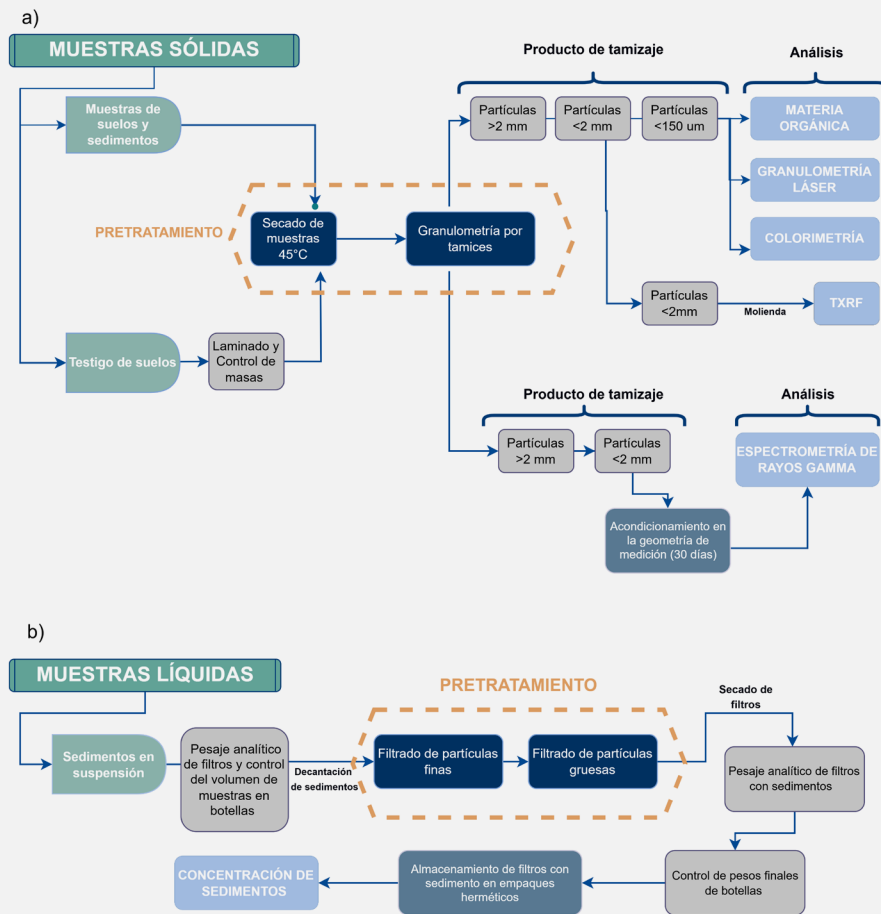 a)
MUESTRAS SÓLIDAS
Muestras de
suelos y
sedimentos
Testigo de suelos
Laminado y
Control de
masas
PRETRATAMIENTO
Secado de
muestras
45°C
Granulometría por
tamices
Producto de tamizaje
Análisis
Partículas
>2 mm
Partículas
<2 mm
Partículas
<150 um
MATERIA
ORGÁNICA
GRANULOMETRÍA
LÁSER
COLORIMETRÍA
Partículas
<2mm
Molienda
TXRF
Producto de tamizaje
Análisis
Partículas
>2 mm
Partículas
<2 mm
ESPECTROMETRÍA DE
RAYOS GAMMA
Acondicionamiento en
la geometría de
medición (30 días)
b)
MUESTRAS LÍQUIDAS
Sedimentos en
suspensión
Pesaje analítico
de filtros y control
del volumen de
muestras en
botellas
Decantación
de sedimentos
PRETRATAMIENTO
Filtrado de partículas
finas
Filtrado de partículas
gruesas
Secado de
filtros
Pesaje analítico de filtros
con sedimentos
Control de pesos finales
de botellas
Almacenamiento de filtros con
sedimento en empaques
herméticos
CONCENTRACIÓN DE
SEDIMENTOS